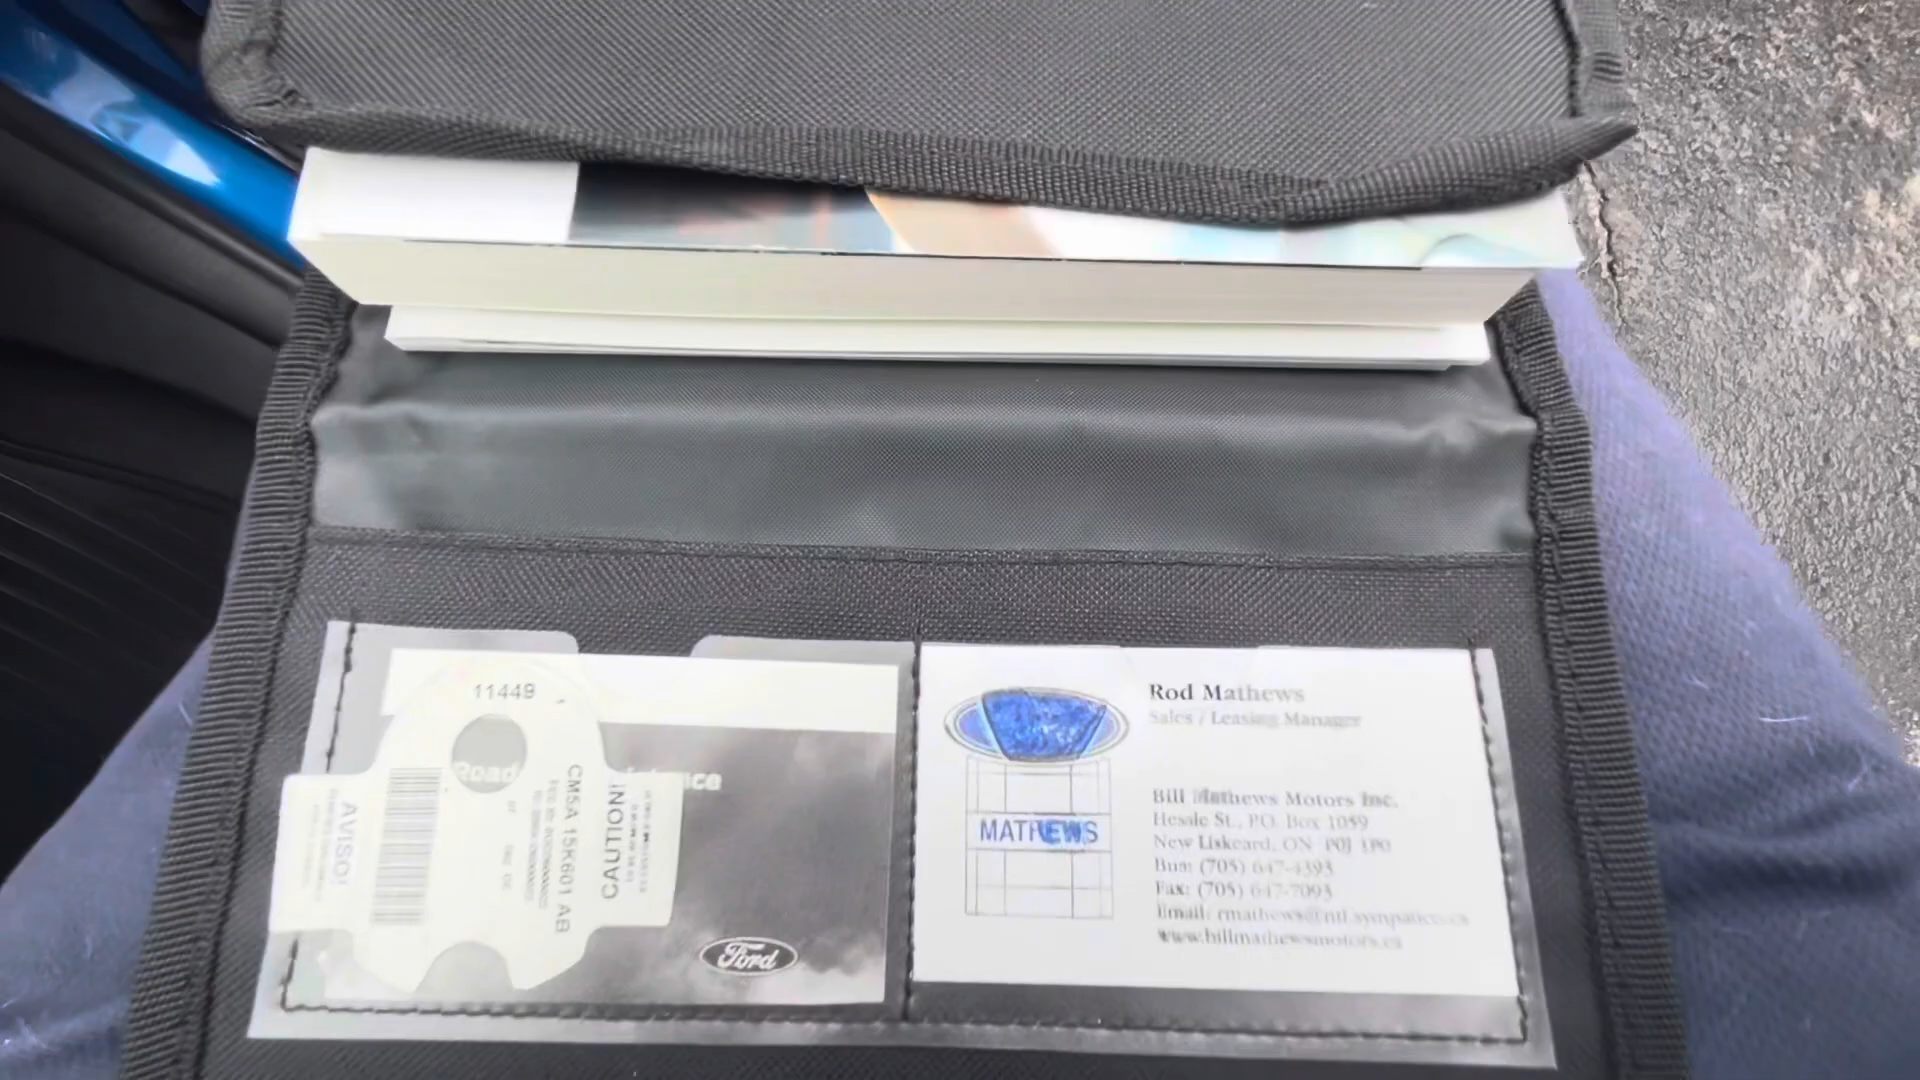 11449
Road
CM5A 15K601 AB
CAUTION!
AVISO!
Ford
MATHEWS
Rod Mathews
Sales / Leasing Manager
Bill Mathews Motors Inc.
Hessle St., P.O. Box 1059
New Liskeard, ON P0J 1P0
Bus: (705) 647-4393
Fax: (705) 647-7093
Email: rmathews@ntl.sympatico.ca
www.billmathewsmotors.ca